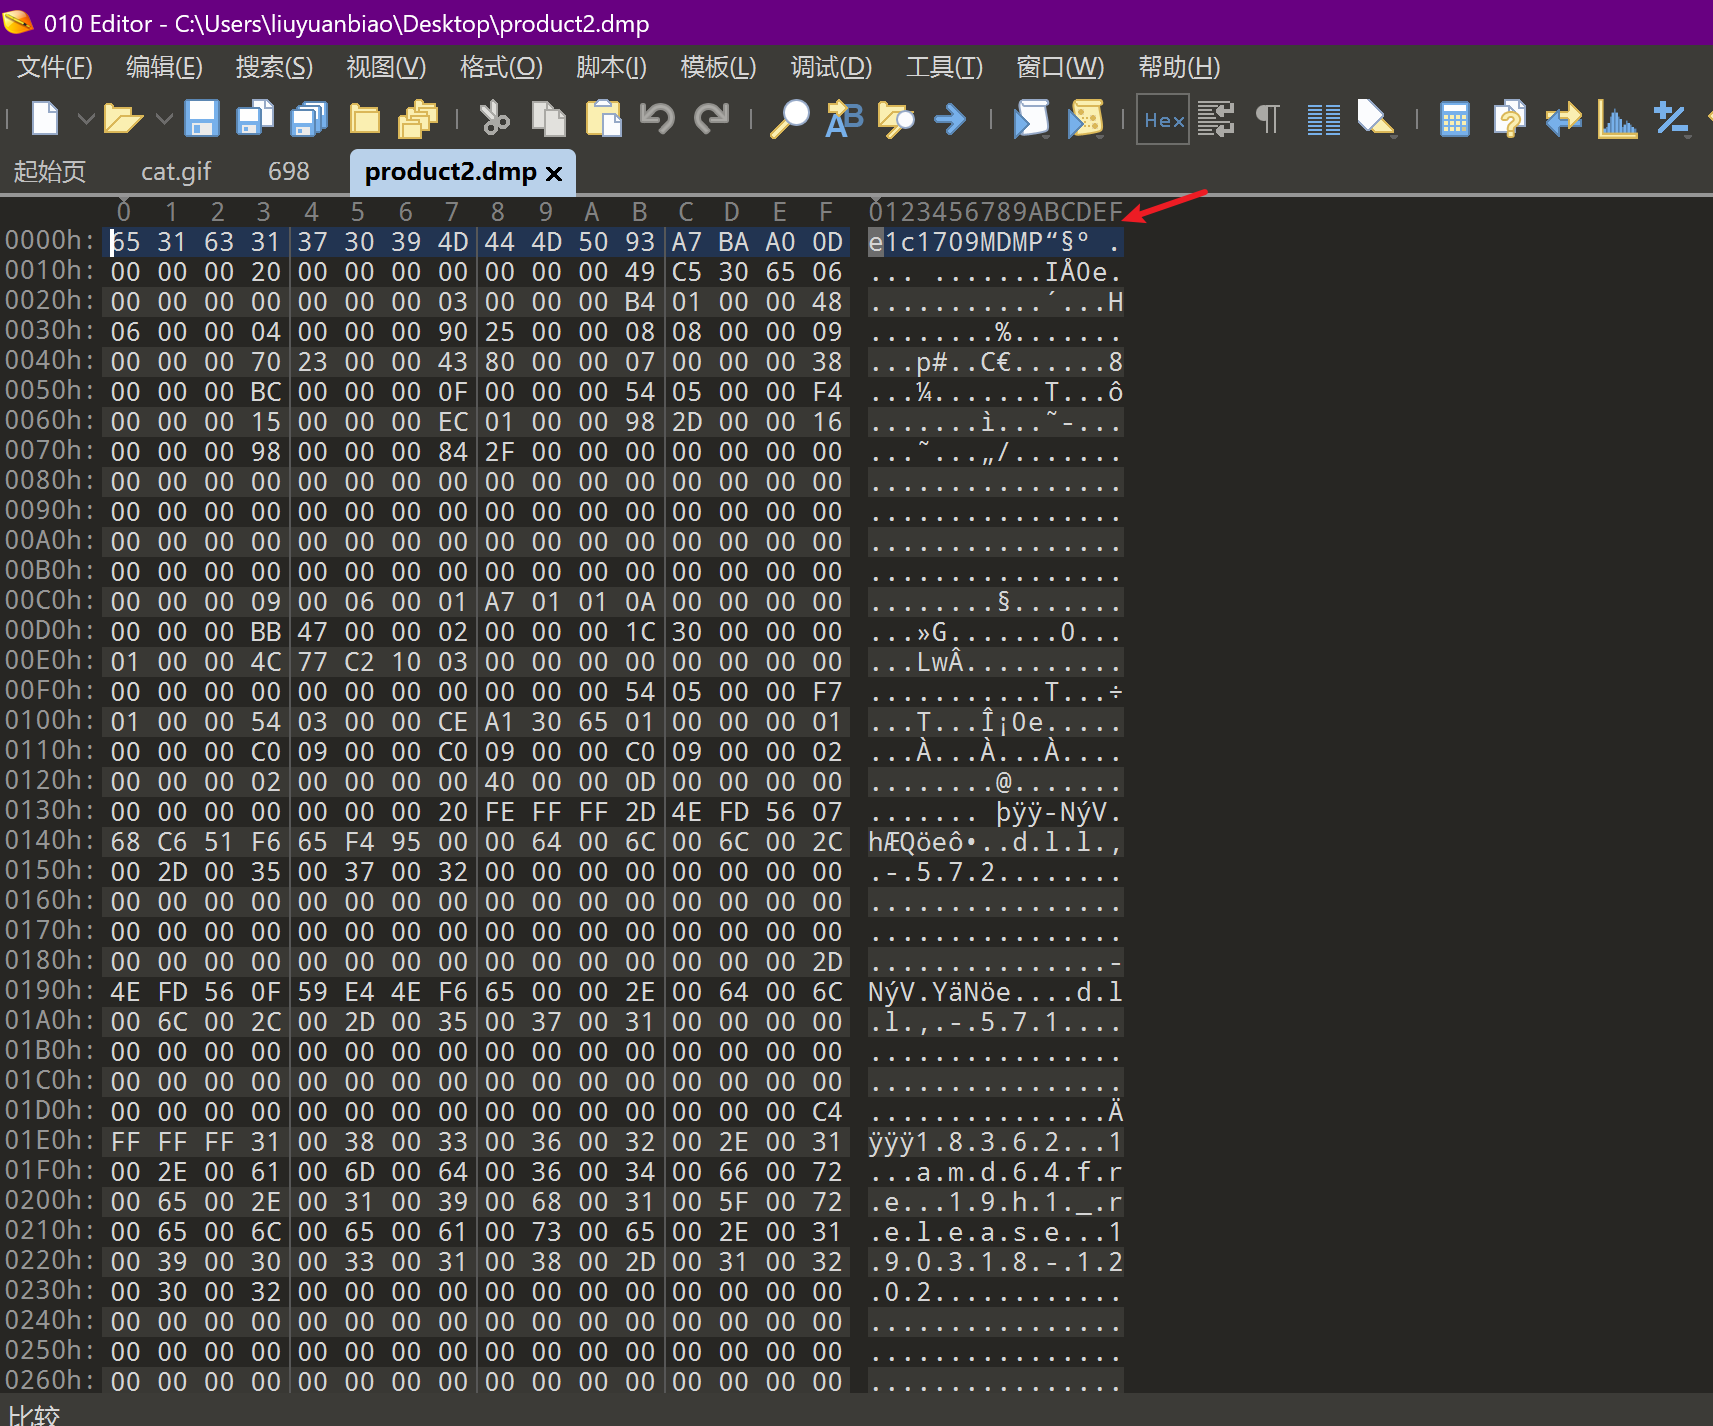 010 Editor - C:\Users\liuyuanbiao\Desktop\product2.dmp
文件(F) 编辑(E) 搜索(S) 视图(V) 格式(O) 脚本(I) 模板(L) 调试(D) 工具(T) 窗口(W) 帮助(H)
Hex
起始页 cat.gif 698 product2.dmp
0 1 2 3 4 5 6 7 8 9 A B C D E F 0123456789ABCDEF
0000h: 65 31 63 31 37 30 39 4D 44 4D 50 93 A7 BA A0 0D e1c1709MDMP“§º .
0010h: 00 00 00 20 00 00 00 00 00 00 00 49 C5 30 65 06 ... .......IÅ0e.
0020h: 00 00 00 00 00 00 00 03 00 00 00 B4 01 00 00 48 ...........´...H
0030h: 06 00 00 04 00 00 00 90 25 00 00 08 08 00 00 09 ........%.......
0040h: 00 00 00 70 23 00 00 43 80 00 00 07 00 00 00 38 ...p#..C€......8
0050h: 00 00 00 BC 00 00 00 0F 00 00 00 54 05 00 00 F4 ...¼.......T...ô
0060h: 00 00 00 15 00 00 00 EC 01 00 00 98 2D 00 00 16 .......ì...˜-...
0070h: 00 00 00 98 00 00 00 84 2F 00 00 00 00 00 00 00 ...˜...„/.......
0080h: 00 00 00 00 00 00 00 00 00 00 00 00 00 00 00 00 ................
0090h: 00 00 00 00 00 00 00 00 00 00 00 00 00 00 00 00 ................
00A0h: 00 00 00 00 00 00 00 00 00 00 00 00 00 00 00 00 ................
00B0h: 00 00 00 00 00 00 00 00 00 00 00 00 00 00 00 00 ................
00C0h: 00 00 00 09 00 06 00 01 A7 01 01 0A 00 00 00 00 ........§.......
00D0h: 00 00 00 BB 47 00 00 02 00 00 00 1C 30 00 00 00 ...»G.......0...
00E0h: 01 00 00 4C 77 C2 10 03 00 00 00 00 00 00 00 00 ...LwÂ..........
00F0h: 00 00 00 00 00 00 00 00 00 00 00 54 05 00 00 F7 ...........T...÷
0100h: 01 00 00 54 03 00 00 CE A1 30 65 01 00 00 00 01 ...T...Î¡0e.....
0110h: 00 00 00 C0 09 00 00 C0 09 00 00 C0 09 00 00 02 ...À...À...À....
0120h: 00 00 00 02 00 00 00 00 40 00 00 0D 00 00 00 00 ........@.......
0130h: 00 00 00 00 00 00 00 20 FE FF FF 2D 4E FD 56 07 ....... þÿÿ-NýV.
0140h: 68 C6 51 F6 65 F4 95 00 00 64 00 6C 00 6C 00 2C hÆQöeô•..d.l.l.,
0150h: 00 2D 00 35 00 37 00 32 00 00 00 00 00 00 00 00 .-.5.7.2........
0160h: 00 00 00 00 00 00 00 00 00 00 00 00 00 00 00 00 ................
0170h: 00 00 00 00 00 00 00 00 00 00 00 00 00 00 00 00 ................
0180h: 00 00 00 00 00 00 00 00 00 00 00 00 00 00 00 2D ...............-
0190h: 4E FD 56 0F 59 E4 4E F6 65 00 00 2E 00 64 00 6C NýV.YäNöe....d.l
01A0h: 00 6C 00 2C 00 2D 00 35 00 37 00 31 00 00 00 00 .l.,.-.5.7.1....
01B0h: 00 00 00 00 00 00 00 00 00 00 00 00 00 00 00 00 ................
01C0h: 00 00 00 00 00 00 00 00 00 00 00 00 00 00 00 00 ................
01D0h: 00 00 00 00 00 00 00 00 00 00 00 00 00 00 00 C4 ...............Ä
01E0h: FF FF FF 31 00 38 00 33 00 36 00 32 00 2E 00 31 ÿÿÿ1.8.3.6.2...1
01F0h: 00 2E 00 61 00 6D 00 64 00 36 00 34 00 66 00 72 ...a.m.d.6.4.f.r
0200h: 00 65 00 2E 00 31 00 39 00 68 00 31 00 5F 00 72 .e...1.9.h.1._.r
0210h: 00 65 00 6C 00 65 00 61 00 73 00 65 00 2E 00 31 .e.l.e.a.s.e...1
0220h: 00 39 00 30 00 33 00 31 00 38 00 2D 00 31 00 32 .9.0.3.1.8.-.1.2
0230h: 00 30 00 32 00 00 00 00 00 00 00 00 00 00 00 00 .0.2............
0240h: 00 00 00 00 00 00 00 00 00 00 00 00 00 00 00 00 ................
0250h: 00 00 00 00 00 00 00 00 00 00 00 00 00 00 00 00 ................
0260h: 00 00 00 00 00 00 00 00 00 00 00 00 00 00 00 00 ................
比较